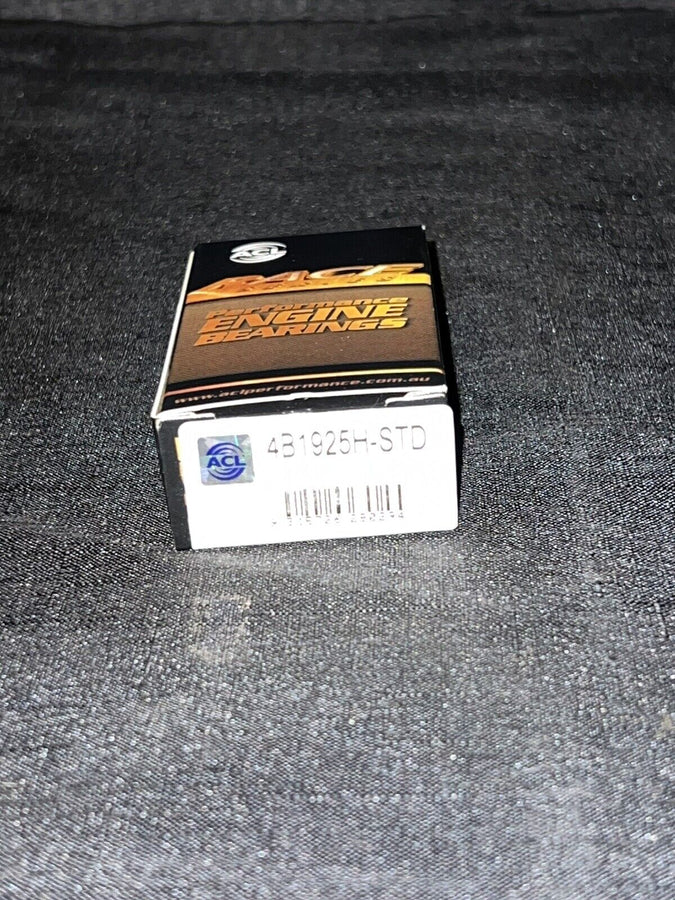 ACL
RACE
Performance
ENGINE
BEARINGS
www.aclperformance.com.au
ACL
4B1925H-STD